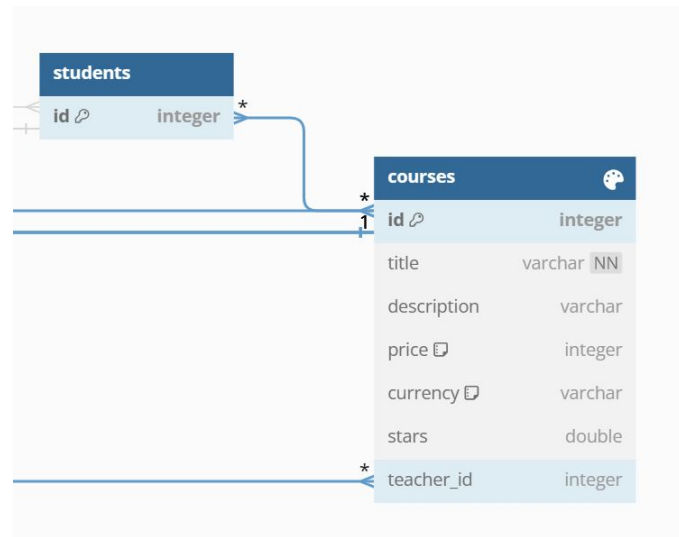 students
id integer
*
*
1
courses
id integer
title varchar NN
description varchar
price integer
currency varchar
stars double
*
teacher_id integer